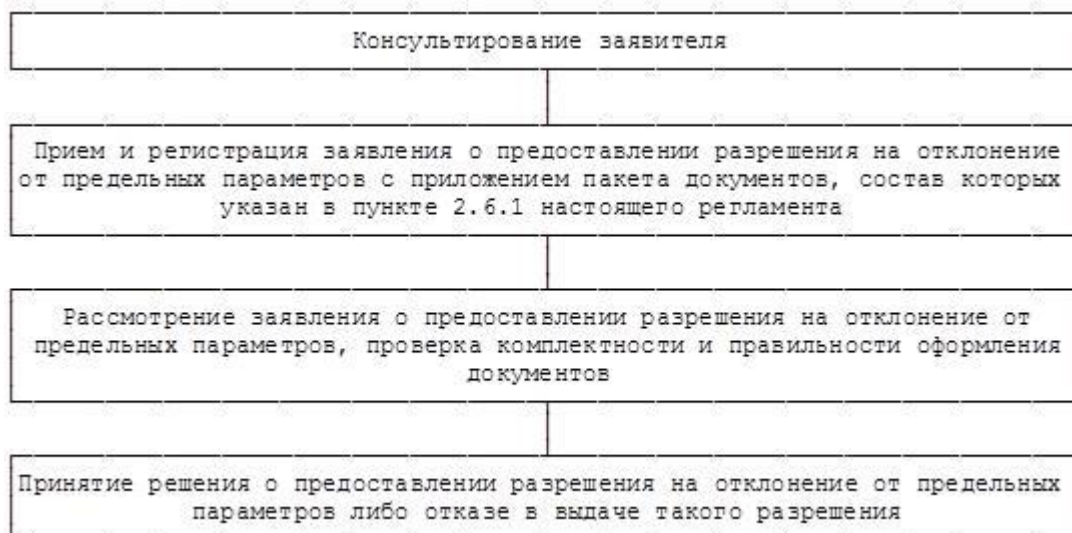 Консультирование заявителя
Прием и регистрация заявления о предоставлении разрешения на отклонение
от предельных параметров с приложением пакета документов, состав которых
указан в пункте 2.6.1 настоящего регламента
Рассмотрение заявления о предоставлении разрешения на отклонение от
предельных параметров, проверка комплектности и правильности оформления
документов
Принятие решения о предоставлении разрешения на отклонение от предельных
параметров либо отказе в выдаче такого разрешения